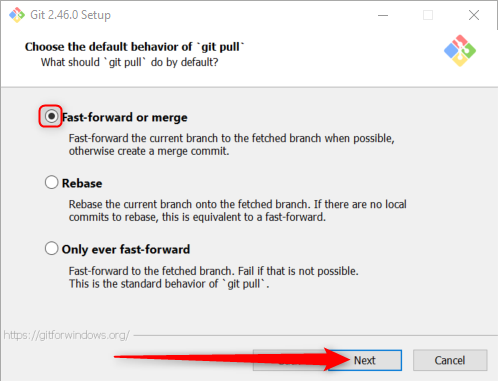 Git 2.46.0 Setup
Choose the default behavior of `git pull`
What should `git pull` do by default?
Fast-forward or merge
Fast-forward the current branch to the fetched branch when possible,
otherwise create a merge commit.
Rebase
Rebase the current branch onto the fetched branch. If there are no local
commits to rebase, this is equivalent to a fast-forward.
Only ever fast-forward
Fast-forward to the fetched branch. Fail if that is not possible.
This is the standard behavior of `git pull`.
https://gitforwindows.org/
Next
Cancel